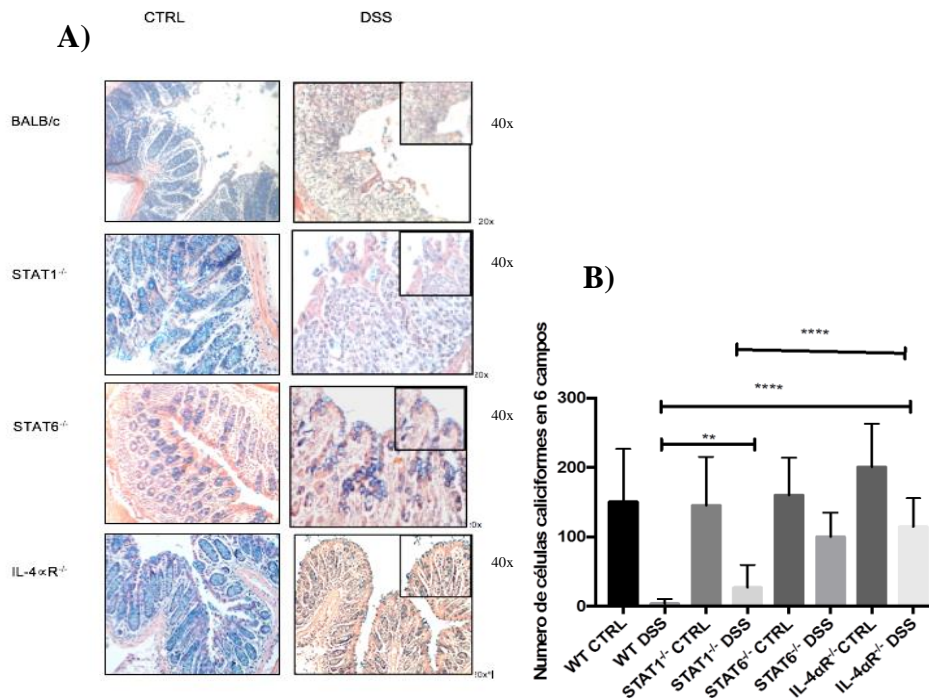 CTRL DSS
A)
BALB/c
40x
20x
STAT1-/-
40x
20x
B)
STAT6-/-
40x
IL-4∝R-/-
40x
Numero de células caliciformes en 6 campos
****
****
**
300
200
100
0
WT CTRL
WT DSS
STAT1-/- CTRL
STAT1-/- DSS
STAT6-/- CTRL
STAT6-/- DSS
IL-4αR-/- CTRL
IL-4αR-/- DSS